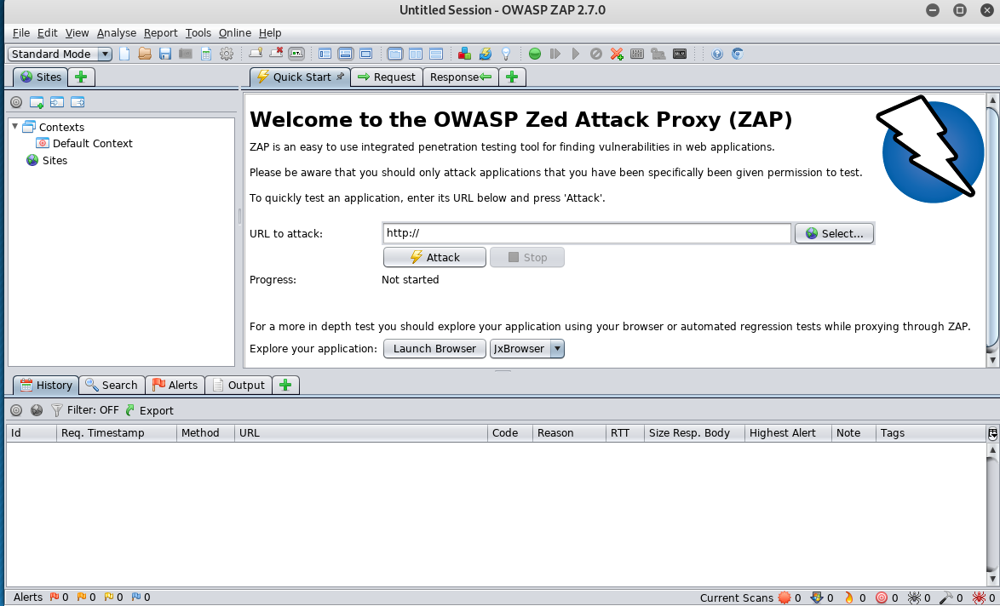 Untitled Session - OWASP ZAP 2.7.0
File Edit View Analyse Report Tools Online Help
Standard Mode
Sites
Quick Start Request Response
Contexts
Default Context
Sites
Welcome to the OWASP Zed Attack Proxy (ZAP)
ZAP is an easy to use integrated penetration testing tool for finding vulnerabilities in web applications.
Please be aware that you should only attack applications that you have been specifically been given permission to test.
To quickly test an application, enter its URL below and press 'Attack'.
URL to attack: http:// Select...
Attack Stop
Progress: Not started
For a more in depth test you should explore your application using your browser or automated regression tests while proxying through ZAP.
Explore your application: Launch Browser JxBrowser
History Search Alerts Output
Filter: OFF Export
Id Req. Timestamp Method URL Code Reason RTT Size Resp. Body Highest Alert Note Tags
Alerts 0 0 0 0 Current Scans 0 0 0 0 0 0 0